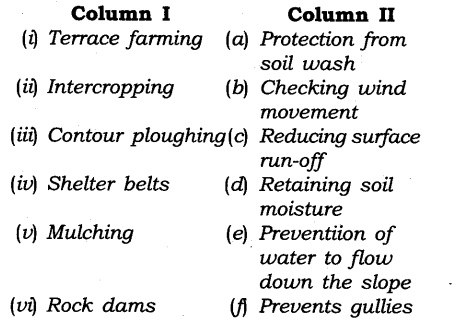 Column I Column II
(i) Terrace farming (a) Protection from
soil wash
(ii) Intercropping (b) Checking wind
movement
(iii) Contour ploughing (c) Reducing surface
run-off
(iv) Shelter belts (d) Retaining soil
moisture
(v) Mulching (e) Preventiion of
water to flow
down the slope
(vi) Rock dams (f) Prevents gullies